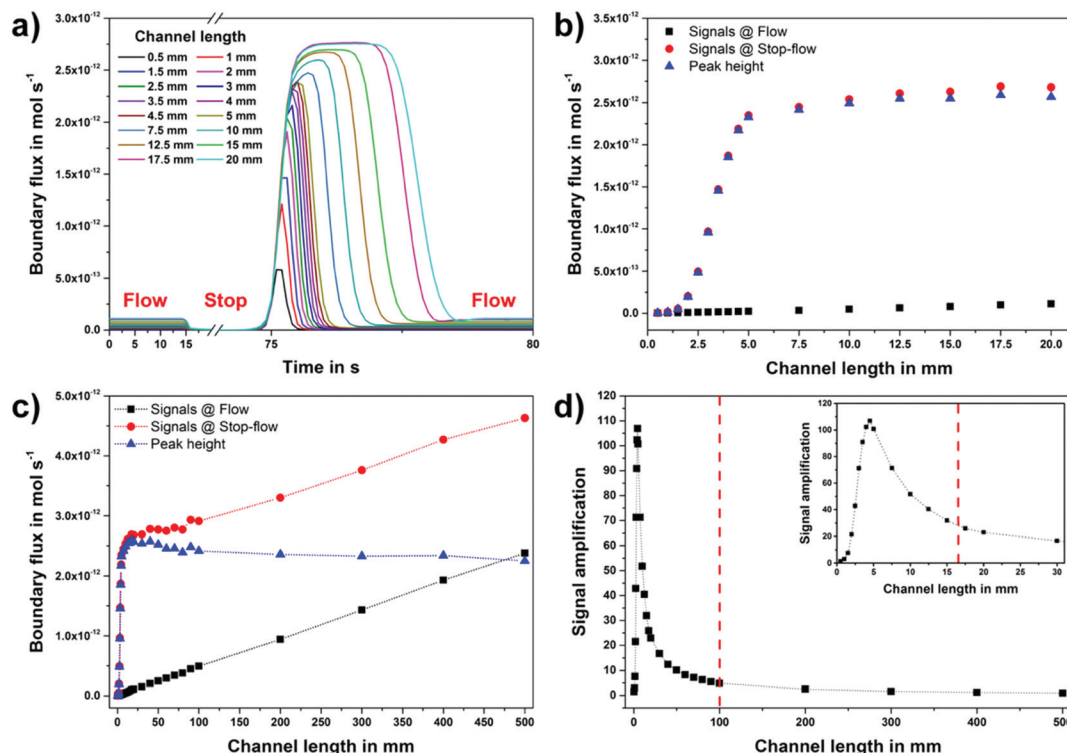 a)
Boundary flux in mol s⁻¹
3.0x10⁻¹²
2.5x10⁻¹²
2.0x10⁻¹²
1.5x10⁻¹²
1.0x10⁻¹²
5.0x10⁻¹³
0.0
Channel length
0.5 mm 1 mm
1.5 mm 2 mm
2.5 mm 3 mm
3.5 mm 4 mm
4.5 mm 5 mm
7.5 mm 10 mm
12.5 mm 15 mm
17.5 mm 20 mm
Flow Stop Flow
0 5 10 15 75 80
Time in s
b)
Boundary flux in mol s⁻¹
3.5x10⁻¹²
3.0x10⁻¹²
2.5x10⁻¹²
2.0x10⁻¹²
1.5x10⁻¹²
1.0x10⁻¹²
5.0x10⁻¹³
0.0
Signals @ Flow
Signals @ Stop-flow
Peak height
0.0 2.5 5.0 7.5 10.0 12.5 15.0 17.5 20.0
Channel length in mm
c)
Boundary flux in mol s⁻¹
5.0x10⁻¹²
4.0x10⁻¹²
3.0x10⁻¹²
2.0x10⁻¹²
1.0x10⁻¹²
0.0
Signals @ Flow
Signals @ Stop-flow
Peak height
0 50 100 150 200 250 300 350 400 450 500
Channel length in mm
d)
Signal amplification
120
110
100
90
80
70
60
50
40
30
20
10
0
0 100 200 300 400 500
Channel length in mm
Signal amplification
120
100
80
60
40
20
0
0 5 10 15 20 25 30
Channel length in mm